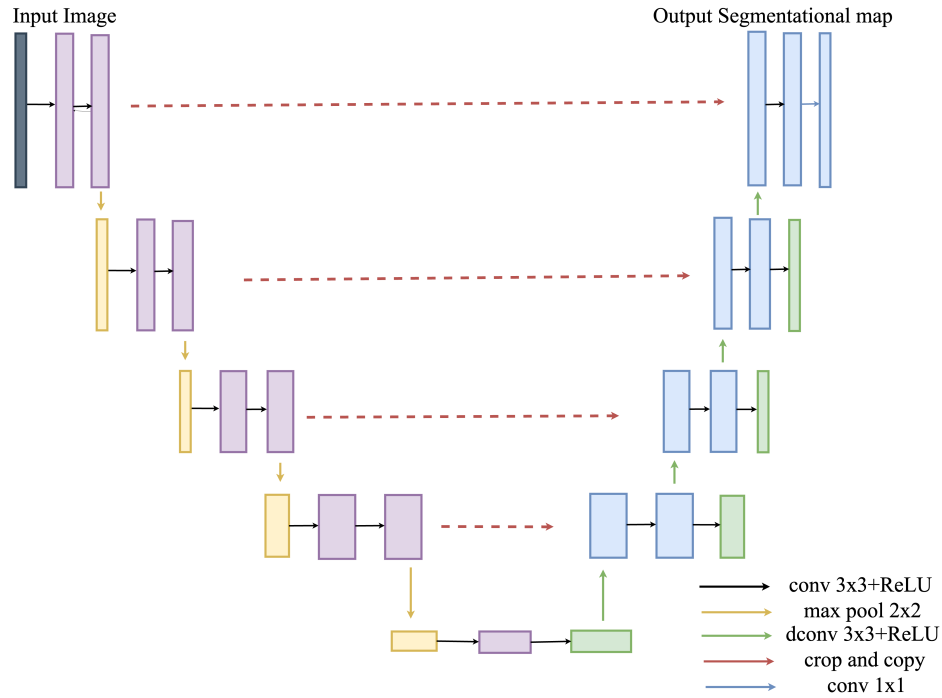 Input Image
Output Segmentational map
conv 3x3+ReLU
max pool 2x2
dconv 3x3+ReLU
crop and copy
conv 1x1